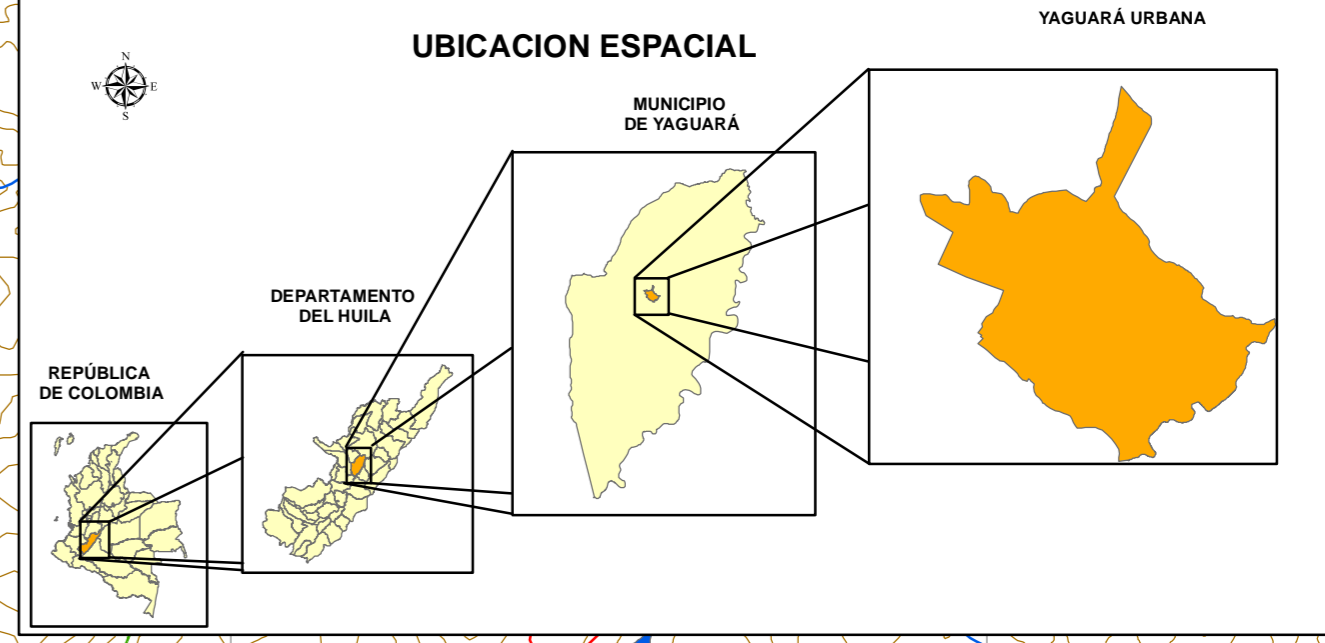 YAGUARÁ URBANA
UBICACION ESPACIAL
N
W E
S
MUNICIPIO
DE YAGUARÁ
DEPARTAMENTO
DEL HUILA
REPÚBLICA
DE COLOMBIA